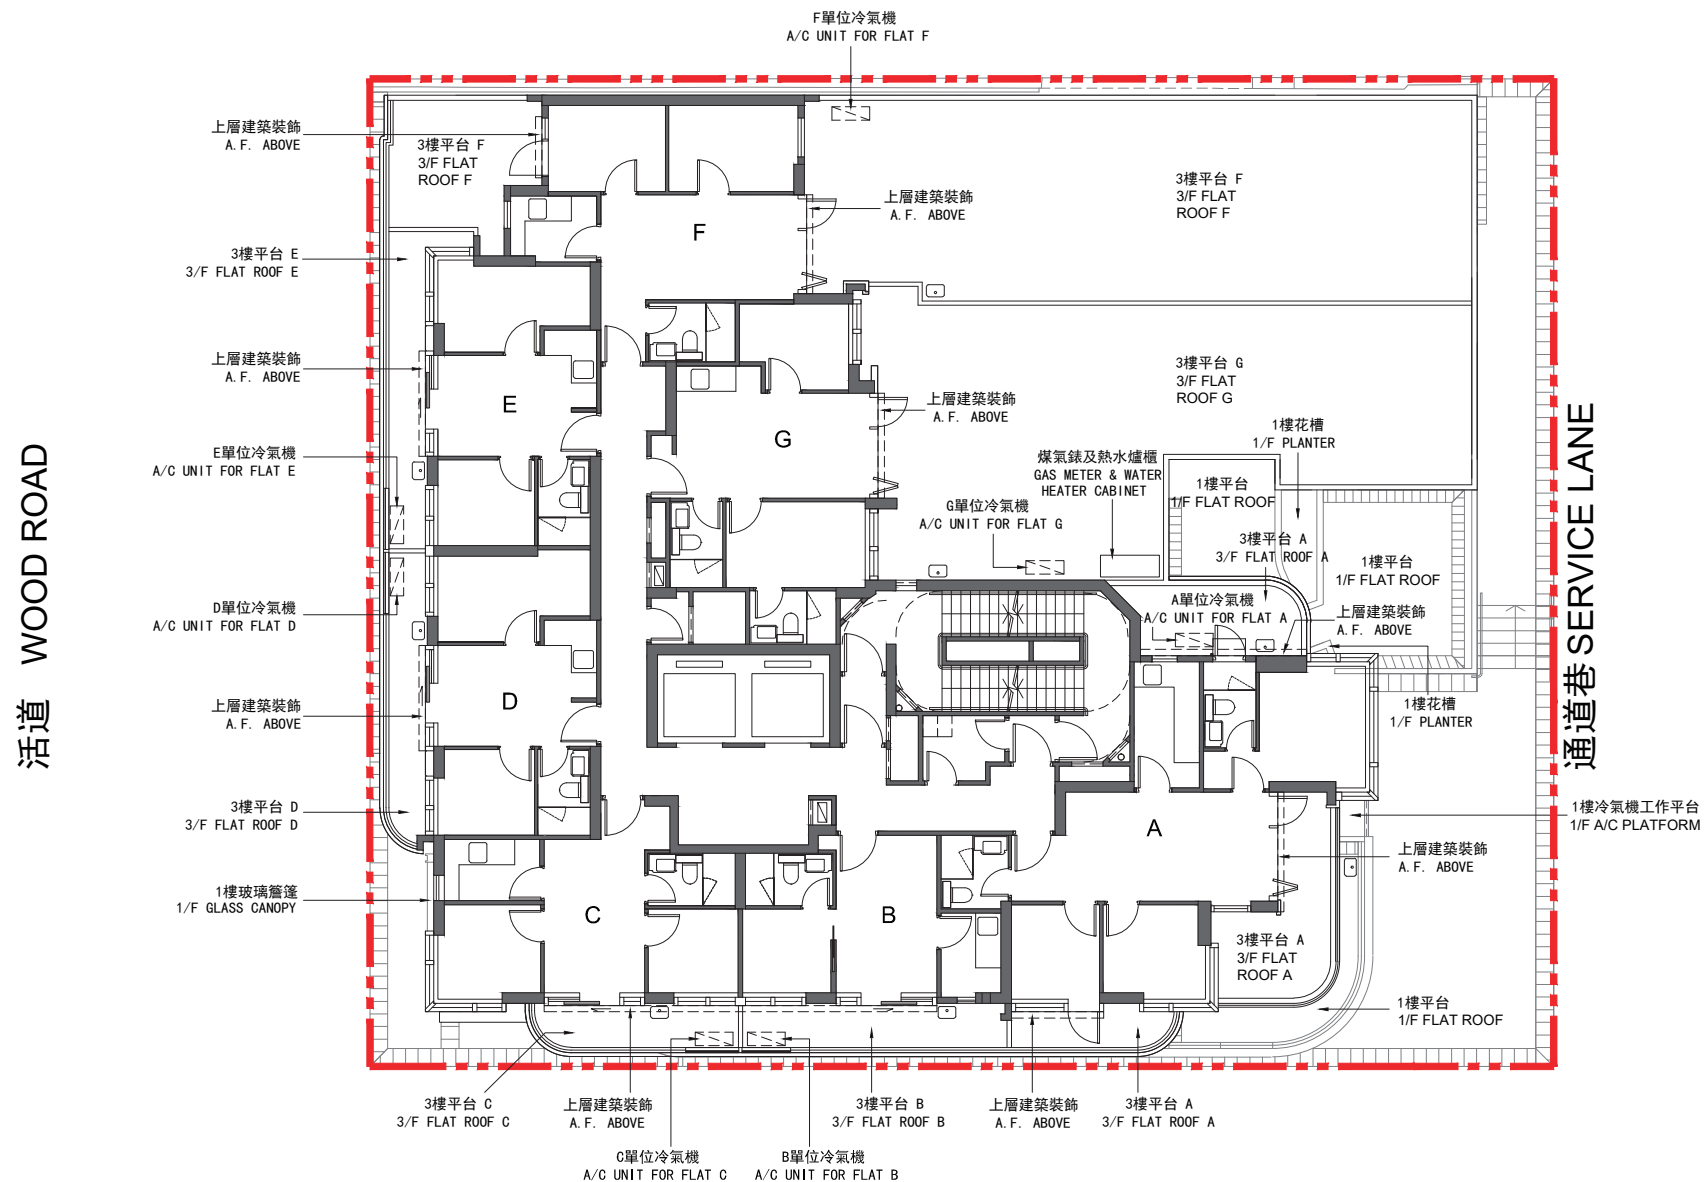 F單位冷氣機
A/C UNIT FOR FLAT F
上層建築裝飾
A.F. ABOVE
3樓平台 F
3/F FLAT
ROOF F
上層建築裝飾
A.F. ABOVE
3樓平台 F
3/F FLAT
ROOF F
F
3樓平台 E
3/F FLAT ROOF E
上層建築裝飾
A.F. ABOVE
E
3樓平台 G
3/F FLAT
ROOF G
上層建築裝飾
A.F. ABOVE
G
1樓花槽
1/F PLANTER
煤氣錶及熱水爐櫃
GAS METER & WATER
HEATER CABINET
1樓平台
1/F FLAT ROOF
E單位冷氣機
A/C UNIT FOR FLAT E
G單位冷氣機
A/C UNIT FOR FLAT G
3樓平台 A
3/F FLAT ROOF A
1樓平台
1/F FLAT ROOF
活道 WOOD ROAD
通道巷 SERVICE LANE
D單位冷氣機
A/C UNIT FOR FLAT D
A單位冷氣機
A/C UNIT FOR FLAT A
上層建築裝飾
A.F. ABOVE
上層建築裝飾
A.F. ABOVE
D
1樓花槽
1/F PLANTER
3樓平台 D
3/F FLAT ROOF D
A
1樓冷氣機工作平台
1/F A/C PLATFORM
上層建築裝飾
A.F. ABOVE
1樓玻璃簷篷
1/F GLASS CANOPY
C
B
3樓平台 A
3/F FLAT
ROOF A
1樓平台
1/F FLAT ROOF
3樓平台 C
3/F FLAT ROOF C
上層建築裝飾
A.F. ABOVE
3樓平台 B
3/F FLAT ROOF B
上層建築裝飾
A.F. ABOVE
3樓平台 A
3/F FLAT ROOF A
C單位冷氣機
A/C UNIT FOR FLAT C
B單位冷氣機
A/C UNIT FOR FLAT B